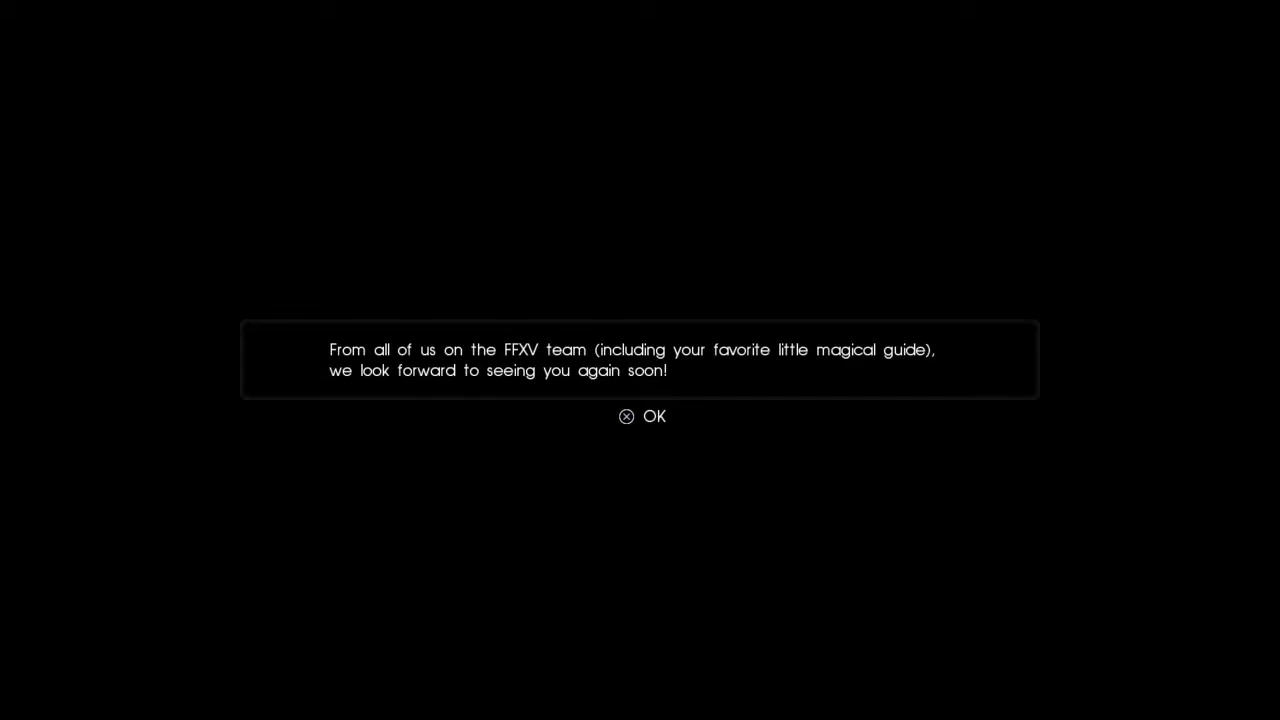 From all of us on the FFXV team (including your favorite little magical guide),
we look forward to seeing you again soon!
OK